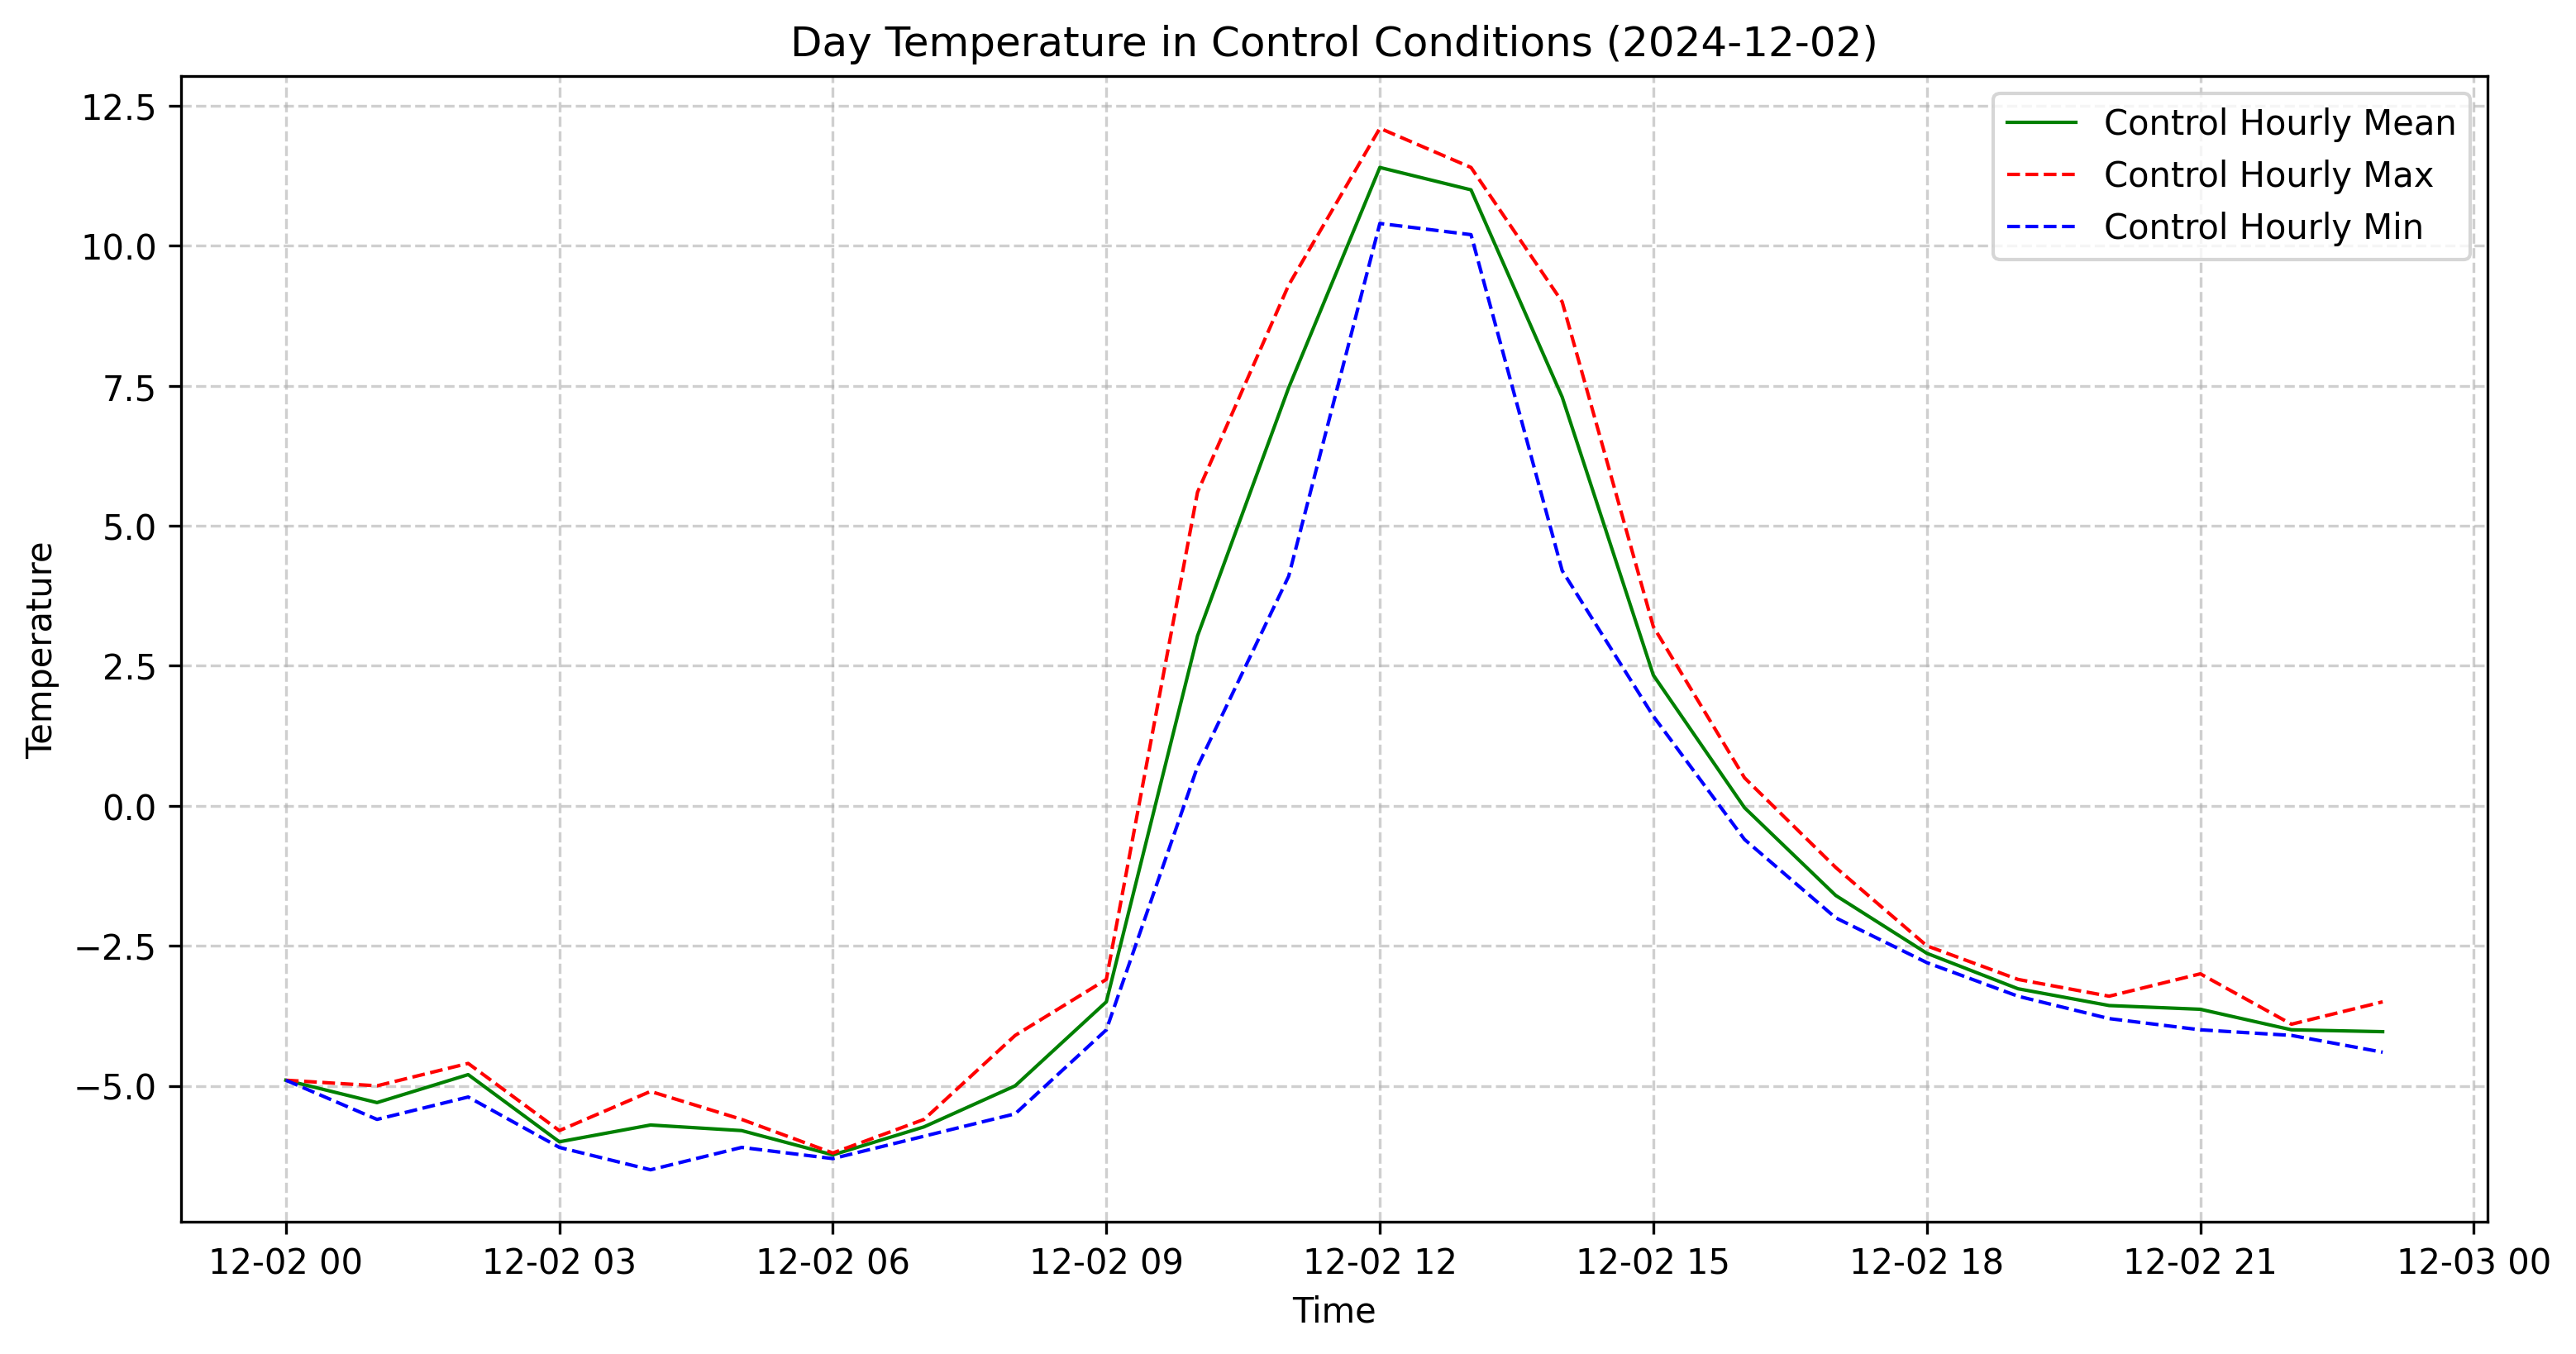 Day Temperature in Control Conditions (2024-12-02)
Control Hourly Mean
Control Hourly Max
Control Hourly Min
Temperature
12.5
10.0
7.5
5.0
2.5
0.0
−2.5
−5.0
12-02 00 12-02 03 12-02 06 12-02 09 12-02 12 12-02 15 12-02 18 12-02 21 12-03 00
Time